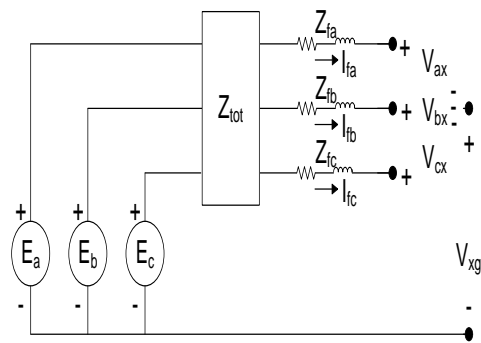 Z_fa
+
I_fa
V_ax
Z_fb
-
Z_tot
+
V_bx
-
-
I_fb
+
Z_fc
V_cx
+
I_fc
+ + +
E_a E_b E_c
V_xg
- - - -